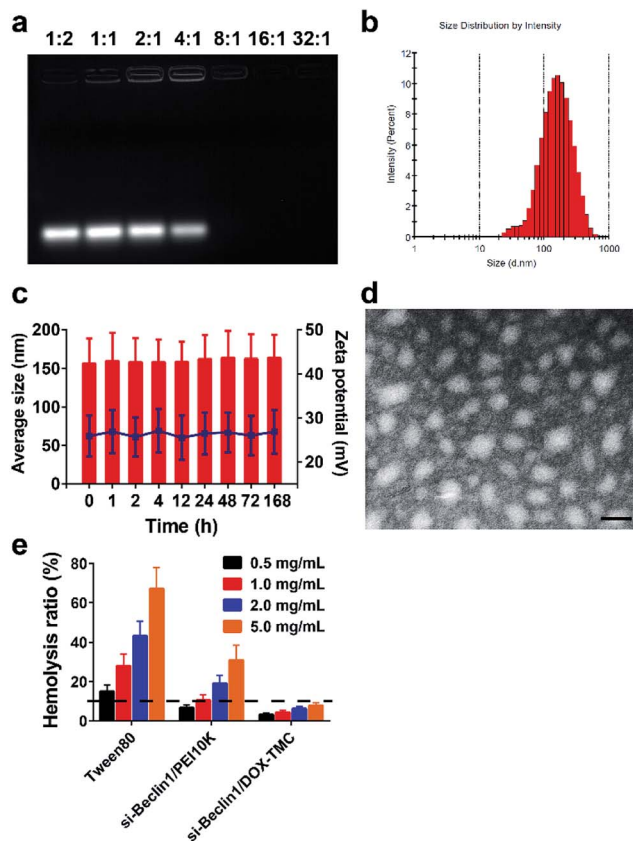 a
1:2 1:1 2:1 4:1 8:1 16:1 32:1
b
Size Distribution by Intensity
Intensity (Percent)
12
10
8
6
4
2
0
1 10 100 1000
Size (d.nm)
c
Average size (nm)
200
150
100
50
0
Zeta potential (mV)
50
40
30
20
0 1 2 4 12 24 48 72 168
Time (h)
d
e
Hemolysis ratio (%)
80
60
40
20
0
0.5 mg/mL
1.0 mg/mL
2.0 mg/mL
5.0 mg/mL
Tween80
si-Beclin1/PEI10K
si-Beclin1/DOX-TMC